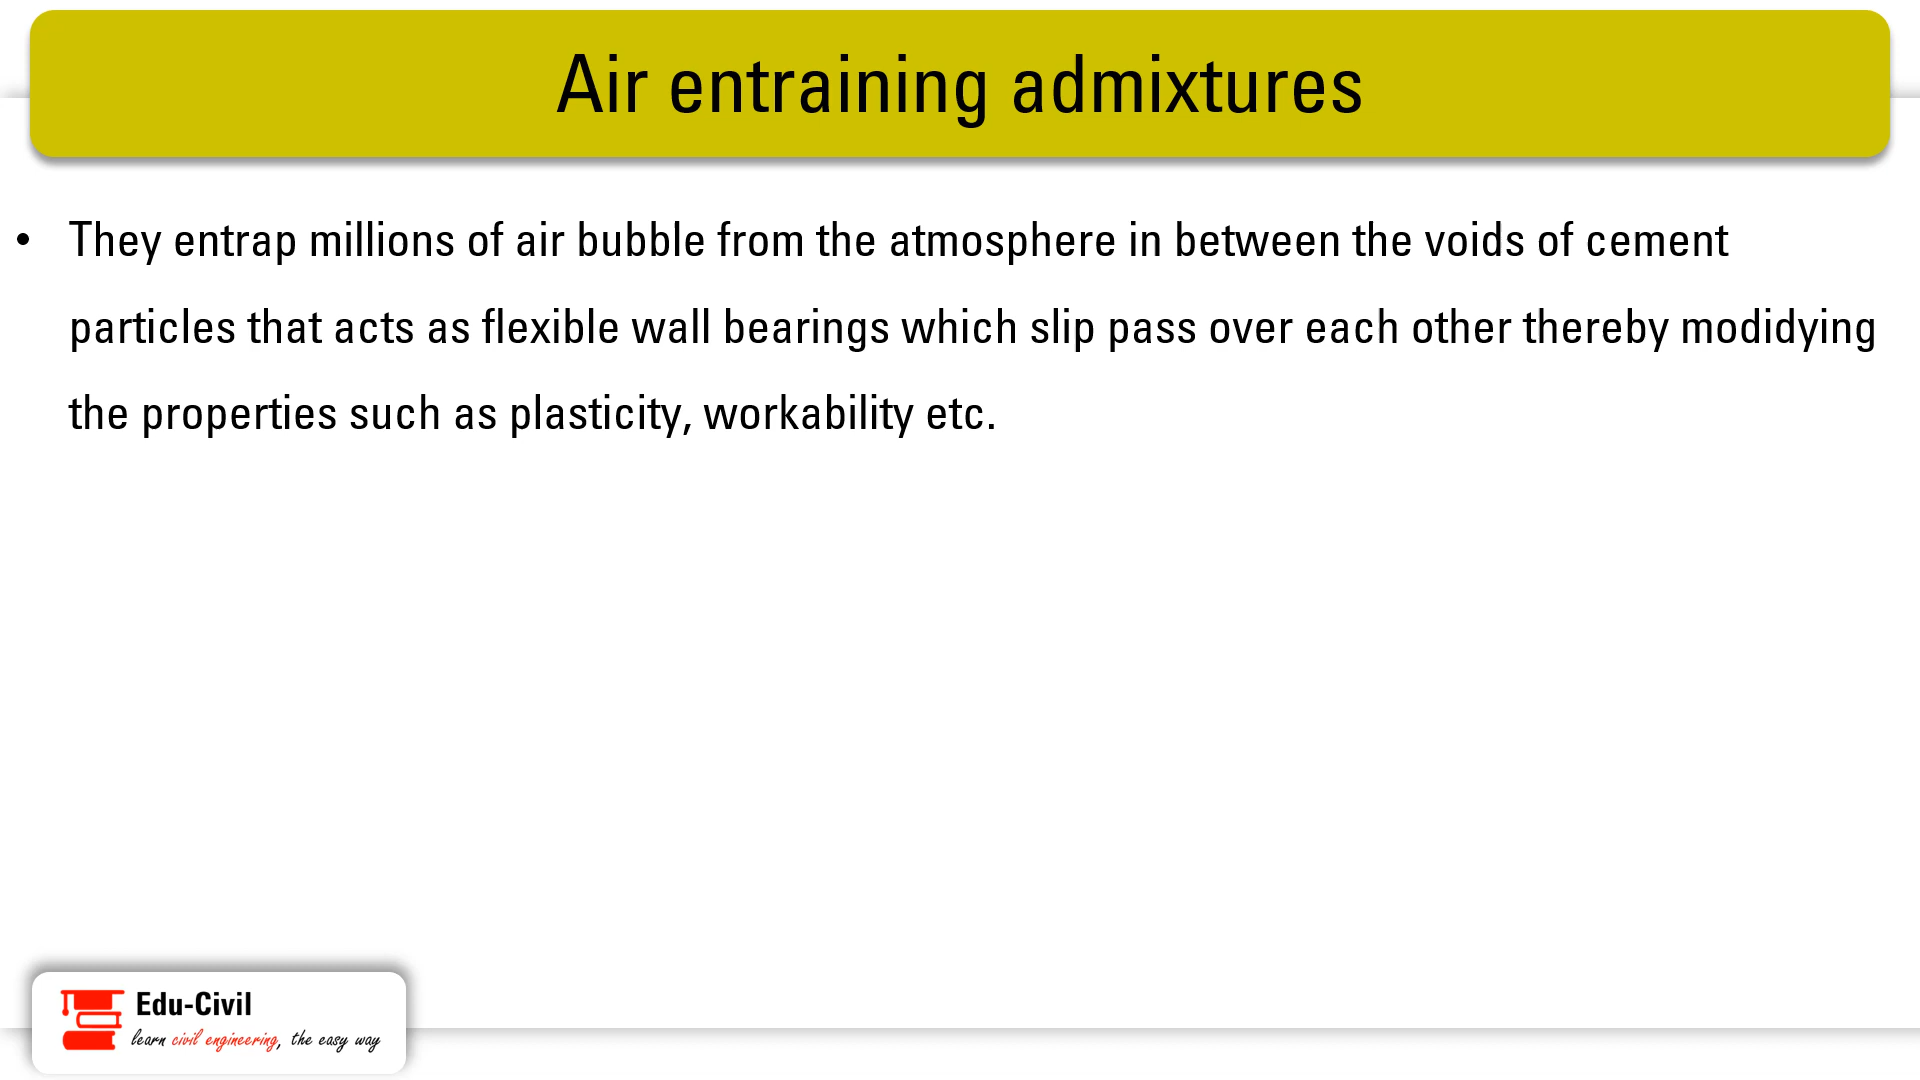 Air entraining admixtures
• They entrap millions of air bubble from the atmosphere in between the voids of cement
particles that acts as flexible wall bearings which slip pass over each other thereby modidying
the properties such as plasticity, workability etc.
Edu-Civil
learn civil engineering, the easy way